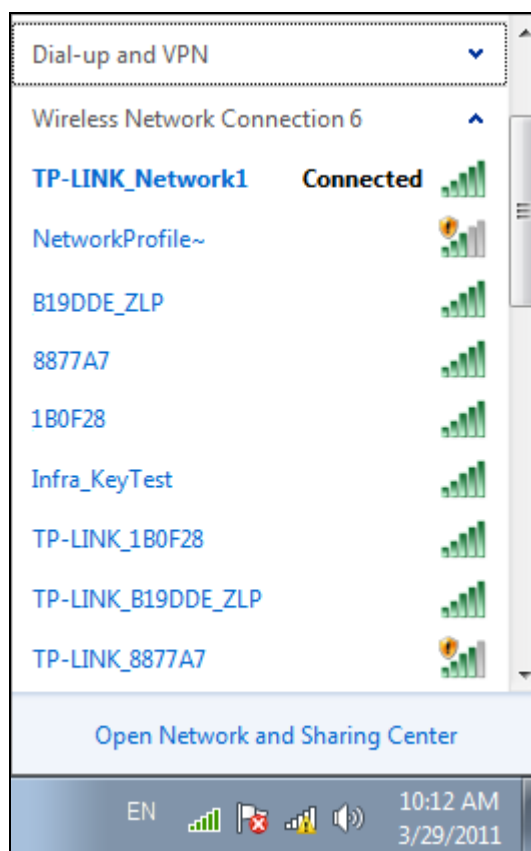 Dial-up and VPN
Wireless Network Connection 6
TP-LINK_Network1 Connected
NetworkProfile~
B19DDE_ZLP
8877A7
1B0F28
Infra_KeyTest
TP-LINK_1B0F28
TP-LINK_B19DDE_ZLP
TP-LINK_8877A7
Open Network and Sharing Center
EN
10:12 AM
3/29/2011